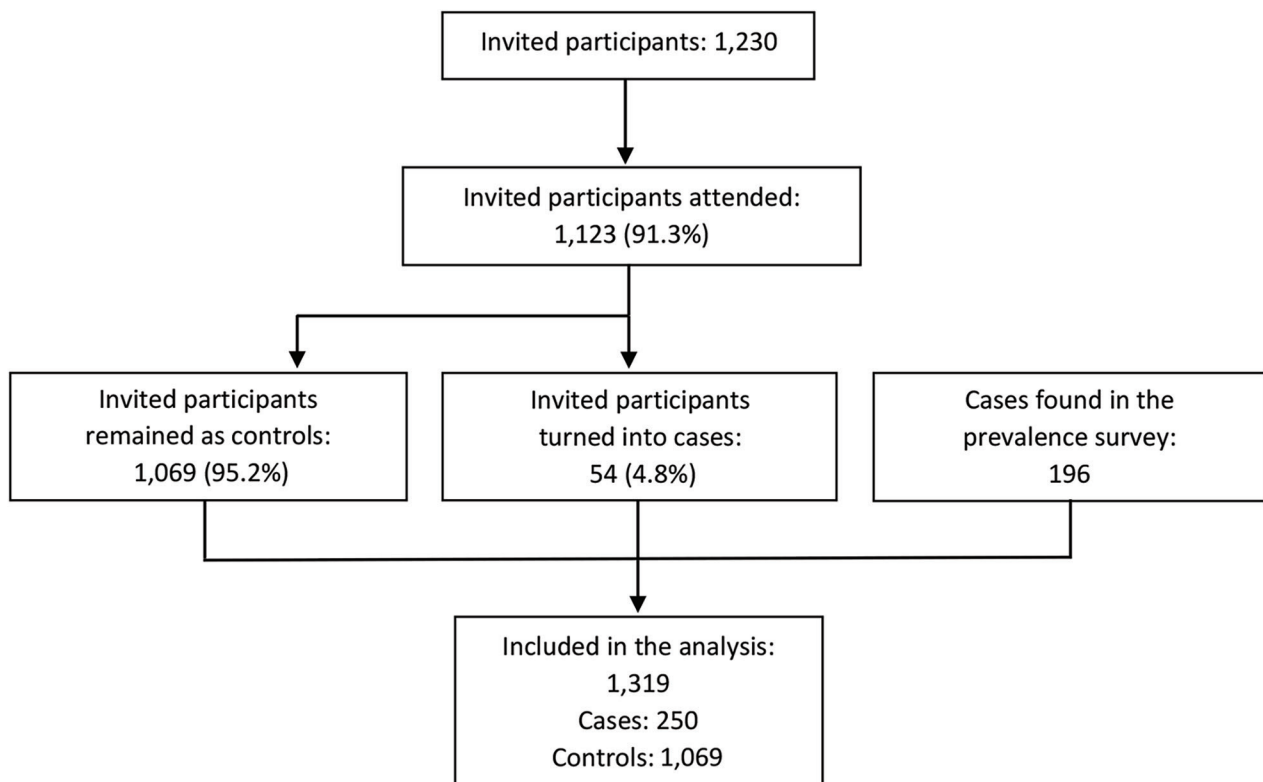 Invited participants: 1,230
Invited participants attended:
1,123 (91.3%)
Invited participants
remained as controls:
1,069 (95.2%)
Invited participants
turned into cases:
54 (4.8%)
Cases found in the
prevalence survey:
196
Included in the analysis:
1,319
Cases: 250
Controls: 1,069